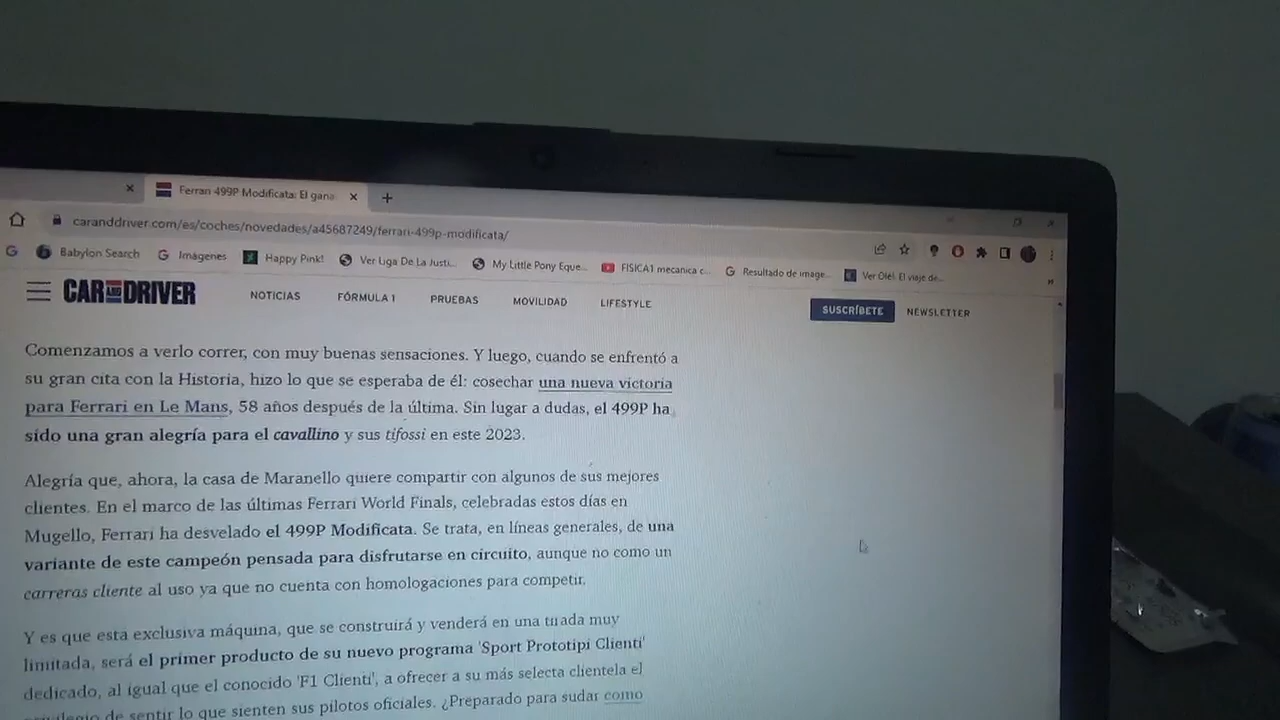 Ferrari 499P Modificata: El gana
caranddriver.com/es/coches/novedades/a45687249/ferrari-499p-modificata/
Babylon Search Imágenes Happy Pink! Ver Liga De La Justi... My Little Pony Eque... FISICA1 mecanica c... Resultado de image... Ver Olé! El viaje de...
CAR AND DRIVER NOTICIAS FÓRMULA 1 PRUEBAS MOVILIDAD LIFESTYLE SUSCRÍBETE NEWSLETTER
Comenzamos a verlo correr, con muy buenas sensaciones. Y luego, cuando se enfrentó a
su gran cita con la Historia, hizo lo que se esperaba de él: cosechar una nueva victoria
para Ferrari en Le Mans, 58 años después de la última. Sin lugar a dudas, el 499P ha
sido una gran alegría para el cavallino y sus tifossi en este 2023.
Alegría que, ahora, la casa de Maranello quiere compartir con algunos de sus mejores
clientes. En el marco de las últimas Ferrari World Finals, celebradas estos días en
Mugello, Ferrari ha desvelado el 499P Modificata. Se trata, en líneas generales, de una
variante de este campeón pensada para disfrutarse en circuito, aunque no como un
carreras cliente al uso ya que no cuenta con homologaciones para competir.
Y es que esta exclusiva máquina, que se construirá y venderá en una tirada muy
limitada, será el primer producto de su nuevo programa 'Sport Prototipi Clienti'
dedicado, al igual que el conocido 'F1 Clienti', a ofrecer a su más selecta clientela el
privilegio de sentir lo que sienten sus pilotos oficiales. ¿Preparado para sudar como